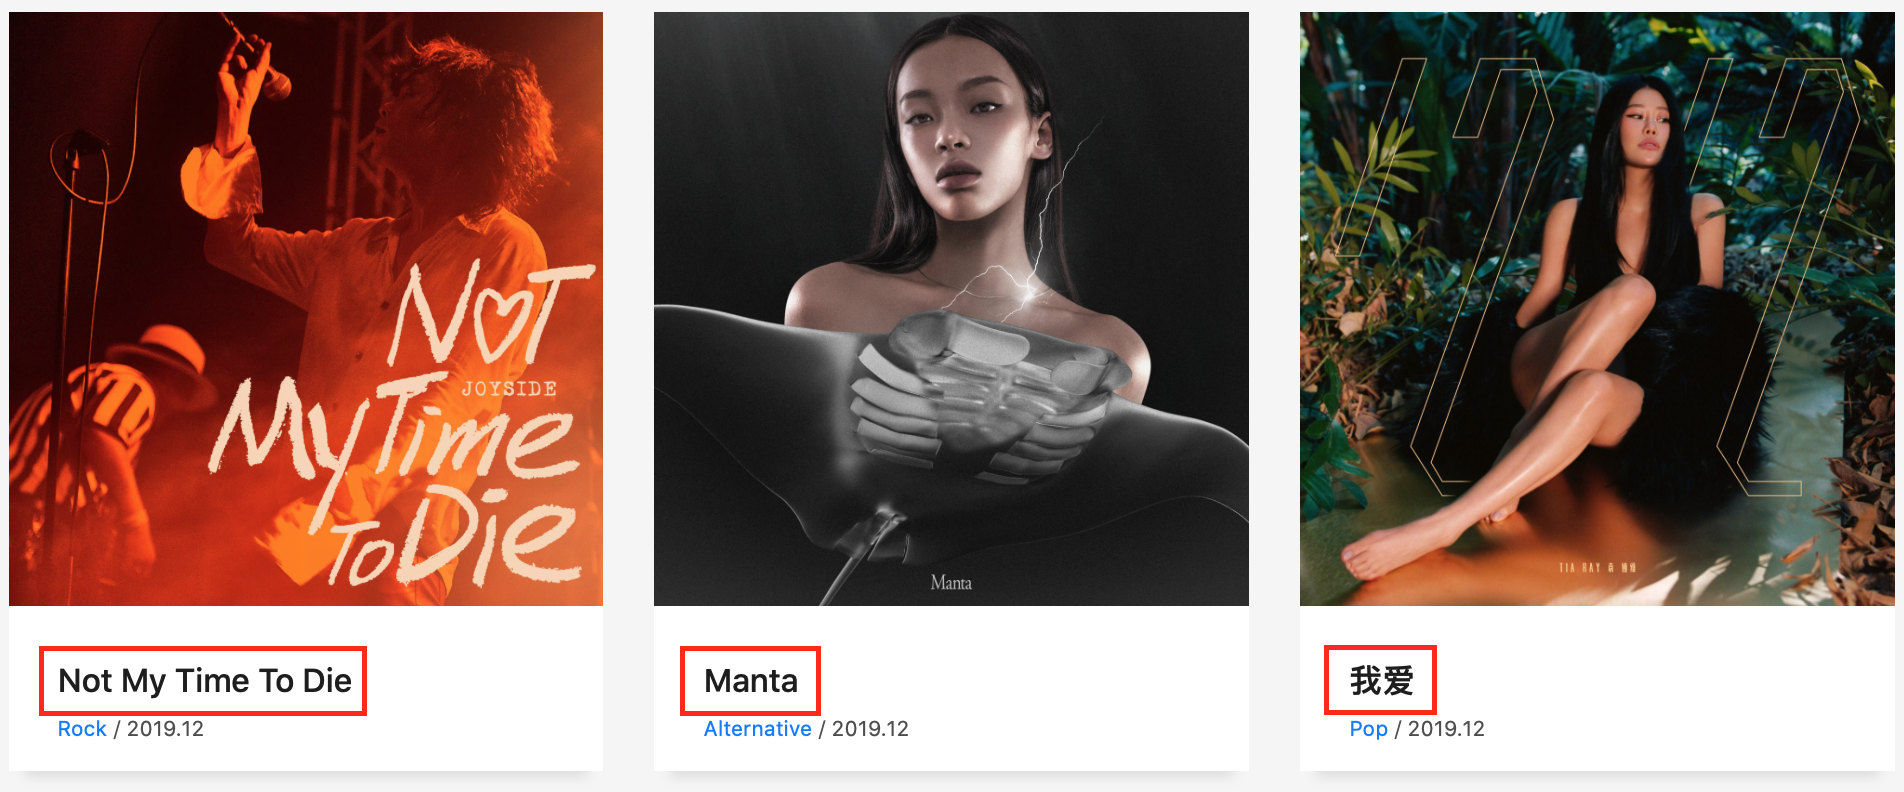 NOT
JOYSIDE
My Time
To Die
Manta
TIA RAY
Not My Time To Die
Rock / 2019.12
Manta
Alternative / 2019.12
我爱
Pop / 2019.12